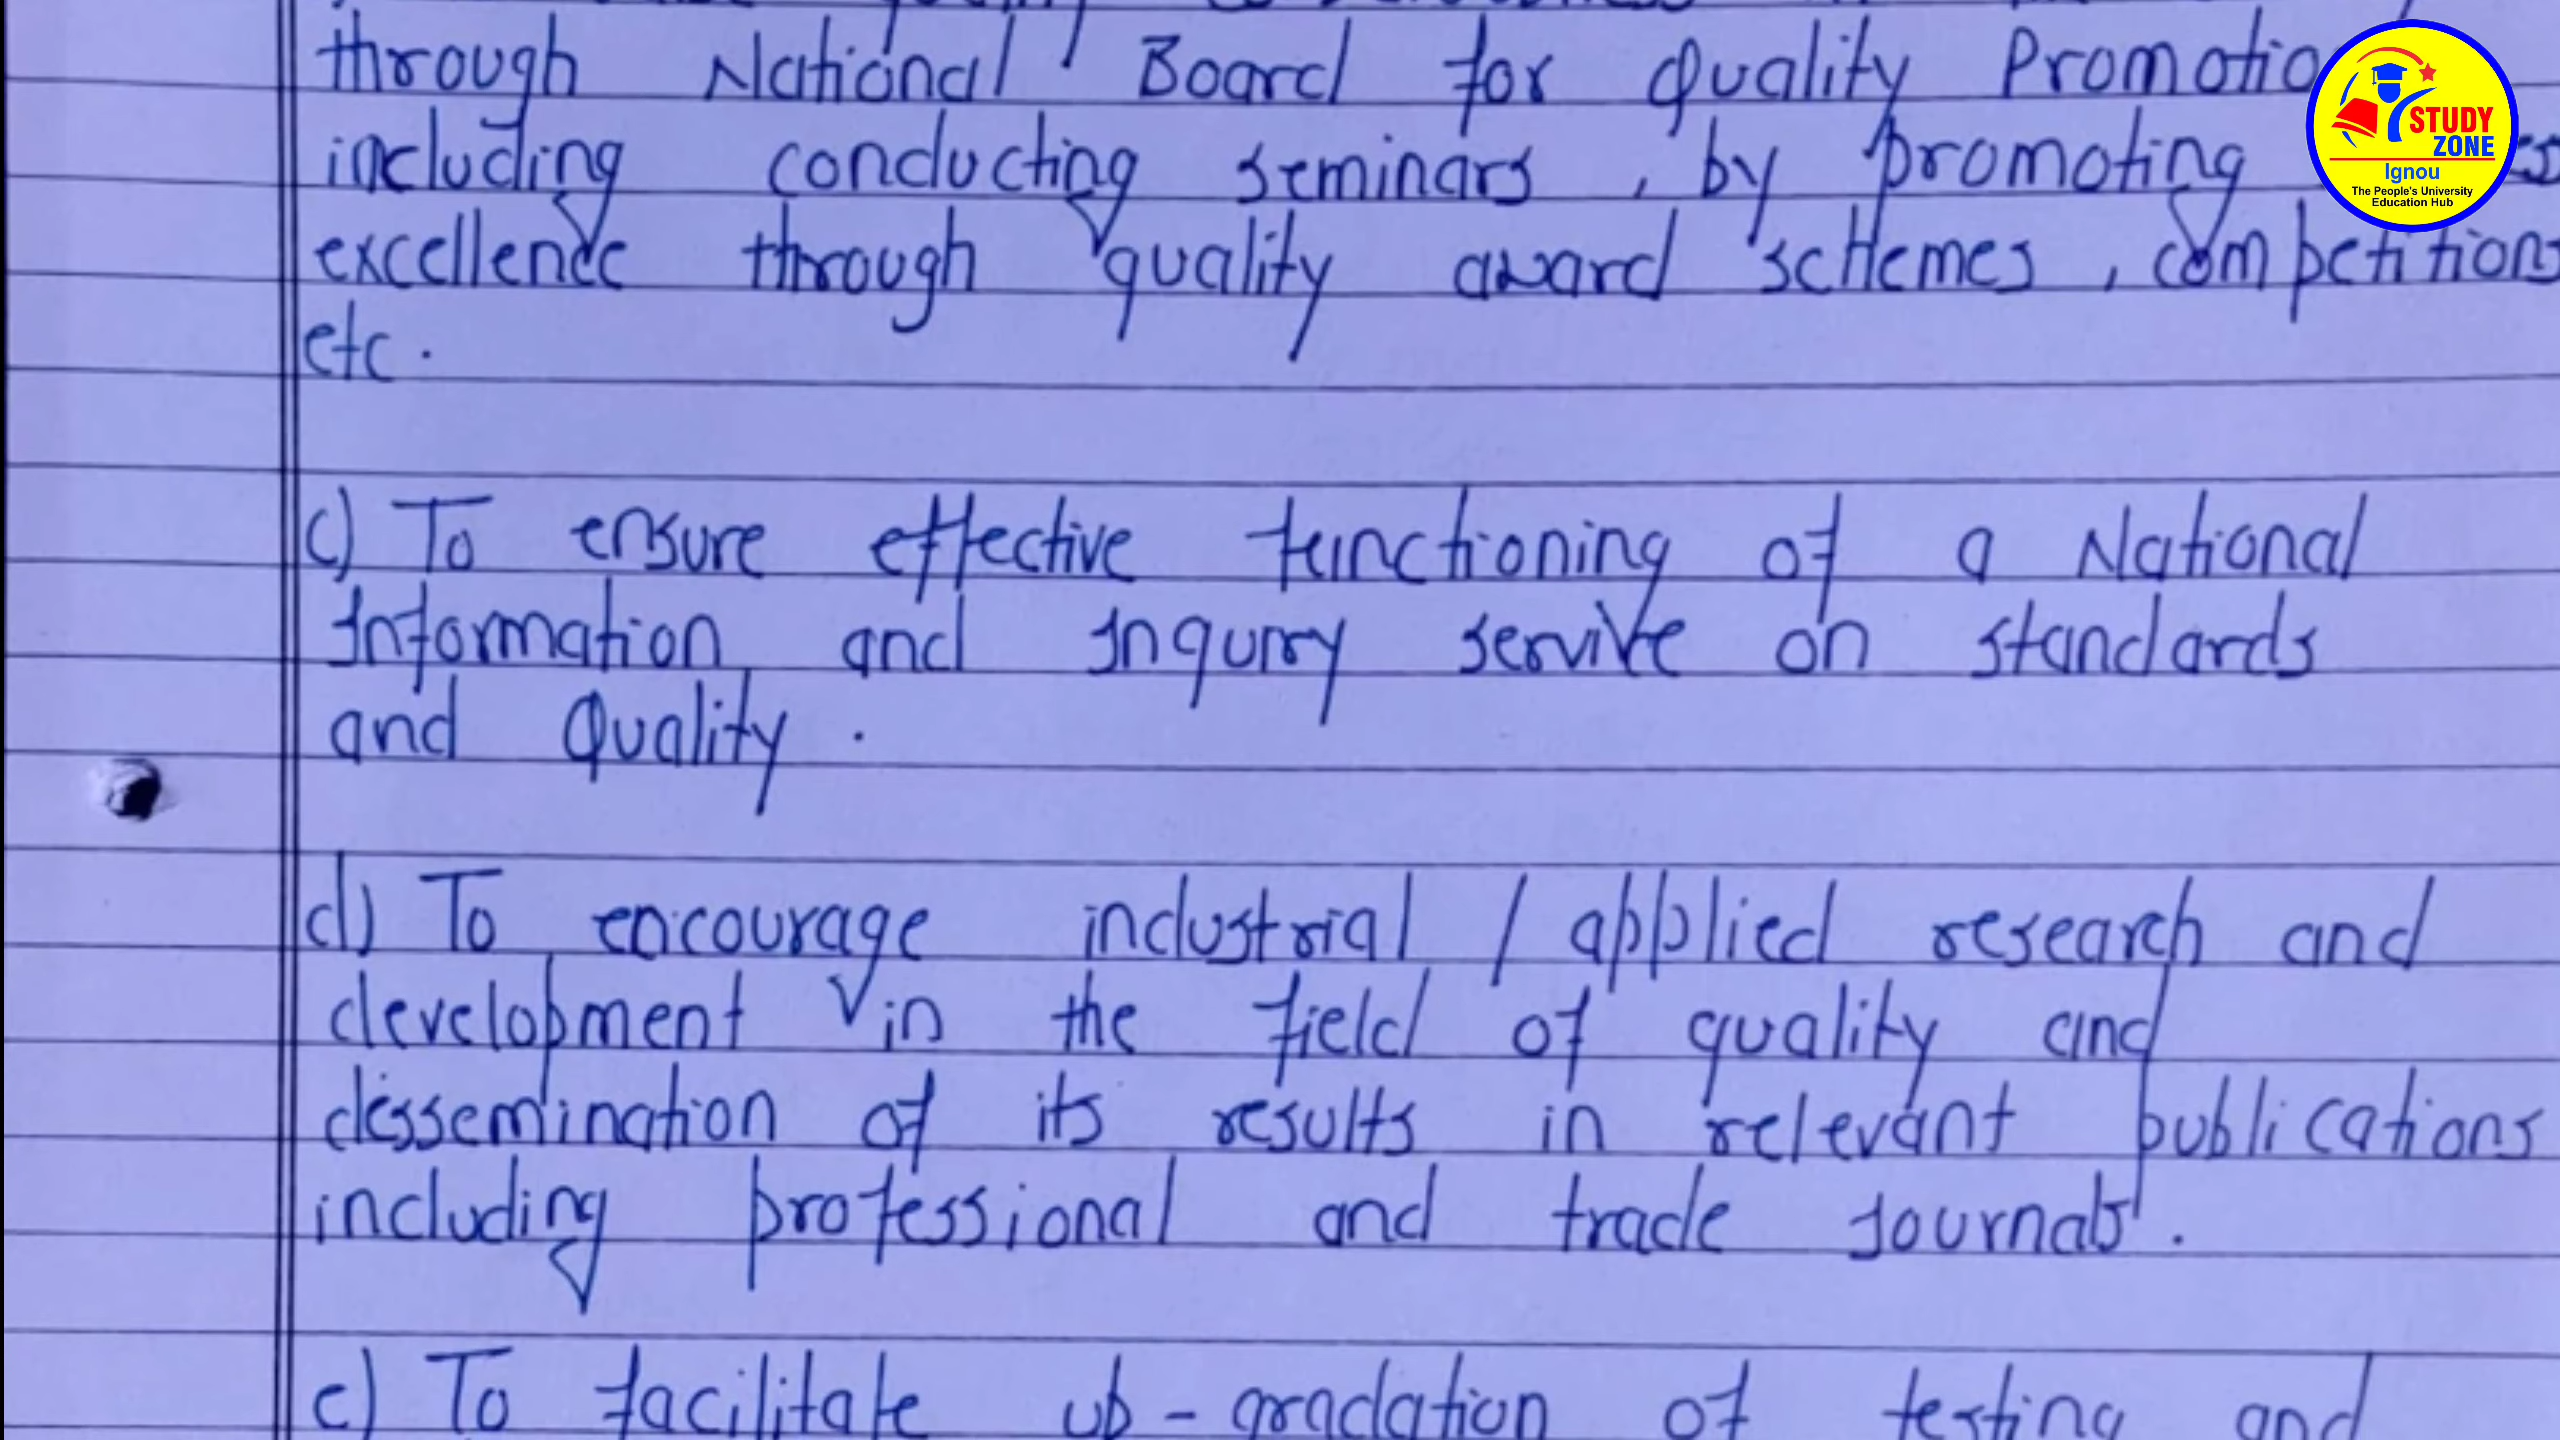 through National Board for Quality Promotio
including conducting seminars, by promoting
excellence through quality award schemes, competitions
etc.
c) To ensure effective functioning of a National
Information and Inqurry service on standards
and Quality.
d) To encourage industrial / applied research and
development in the field of quality and
dessemination of its results in relevant publications
including professional and trade Journals.
e) To facilitate up-gradation of testing and
STUDY
ZONE
Ignou
The People's University
Education Hub